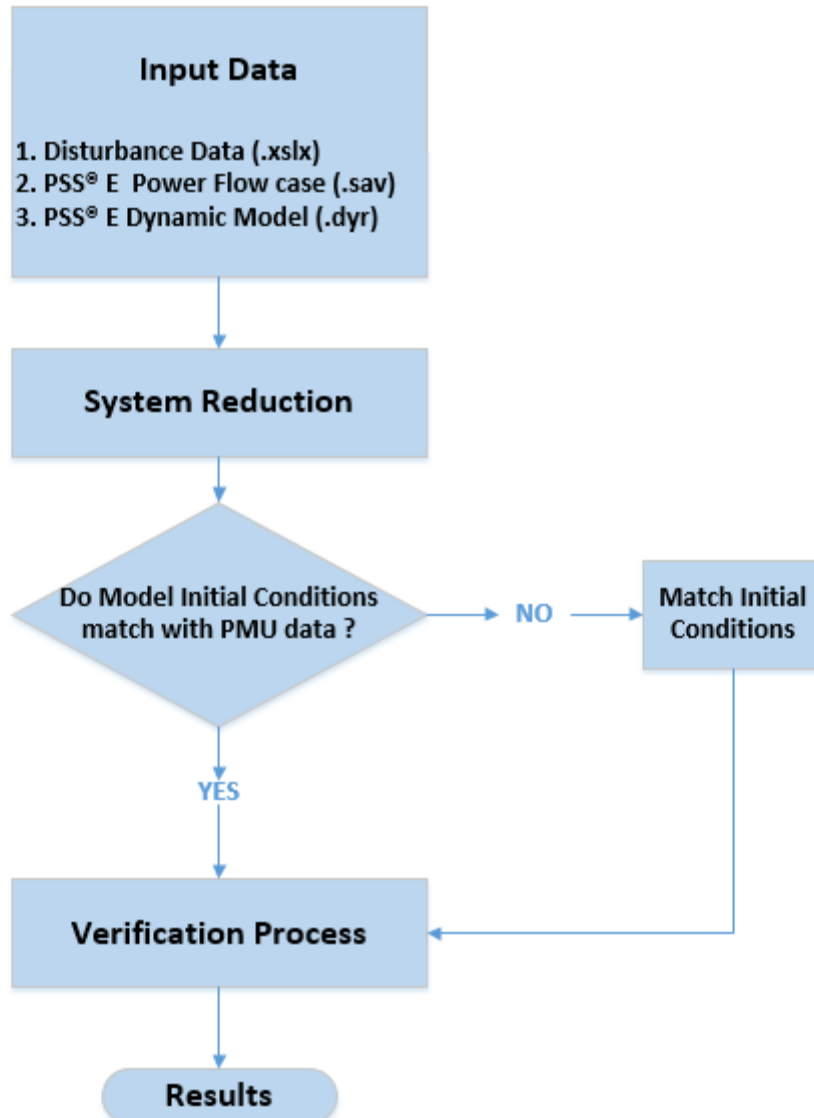 Input Data
1. Disturbance Data (.xslx)
2. PSS® E Power Flow case (.sav)
3. PSS® E Dynamic Model (.dyr)
System Reduction
Do Model Initial Conditions
match with PMU data ?
NO
Match Initial
Conditions
YES
Verification Process
Results